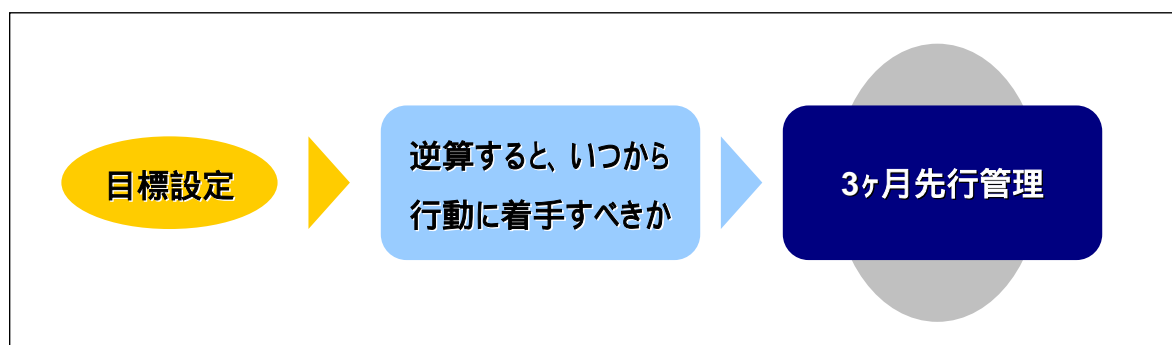 目標設定
逆算すると、いつから
行動に着手すべきか
3ヶ月先行管理